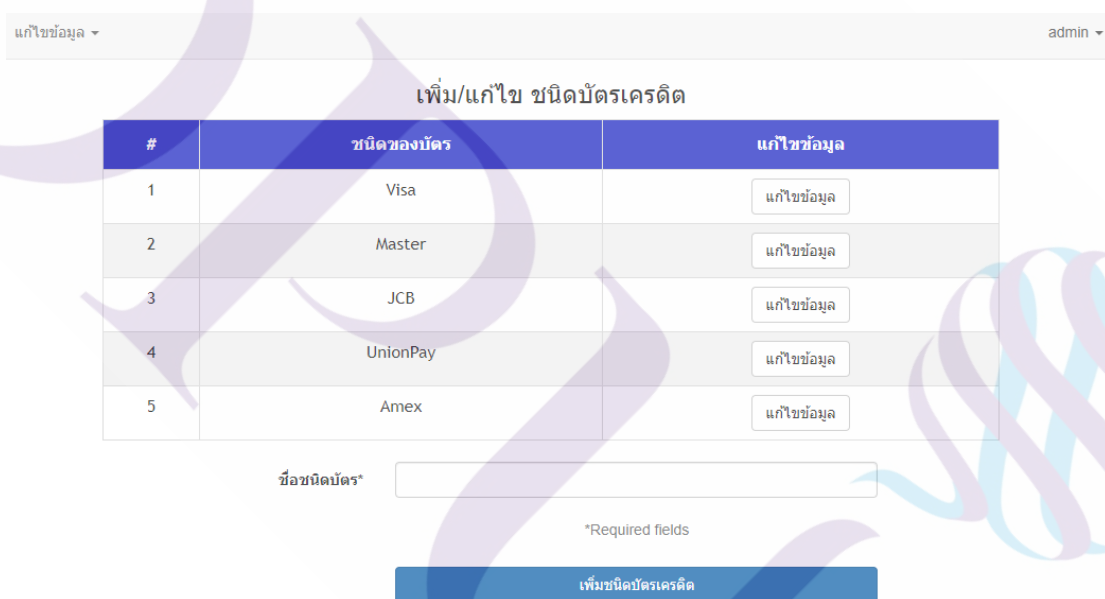 แก้ไขข้อมูล admin
เพิ่ม/แก้ไข ชนิดบัตรเครดิต
# ชนิดของบัตร แก้ไขข้อมูล
1 Visa แก้ไขข้อมูล
2 Master แก้ไขข้อมูล
3 JCB แก้ไขข้อมูล
4 UnionPay แก้ไขข้อมูล
5 Amex แก้ไขข้อมูล
ชื่อชนิดบัตร*
*Required fields
เพิ่มชนิดบัตรเครดิต